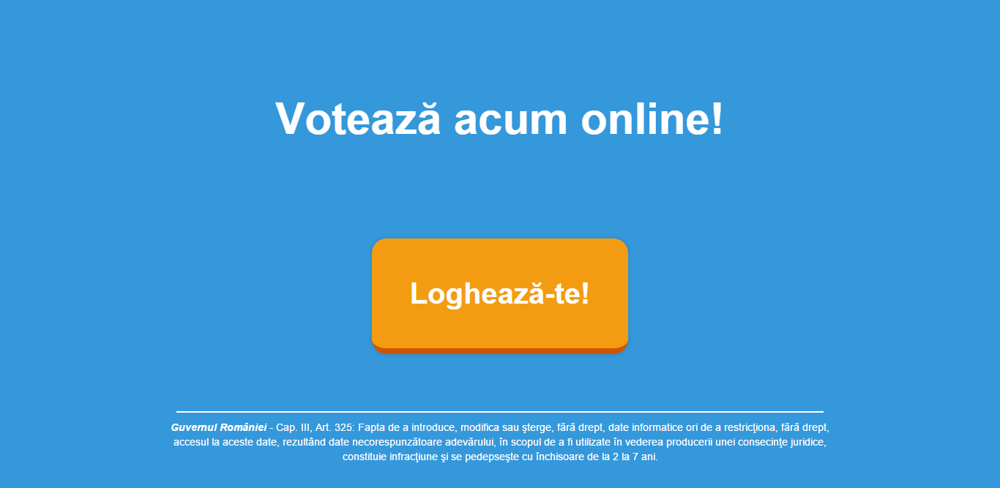 Votează acum online!
Loghează-te!
Guvernul României - Cap. III, Art. 325: Fapta de a introduce, modifica sau şterge, fără drept, date informatice ori de a restricţiona, fără drept,
accesul la aceste date, rezultând date necorespunzătoare adevărului, în scopul de a fi utilizate în vederea producerii unei consecinţe juridice,
constituie infracţiune şi se pedepseşte cu închisoare de la 2 la 7 ani.